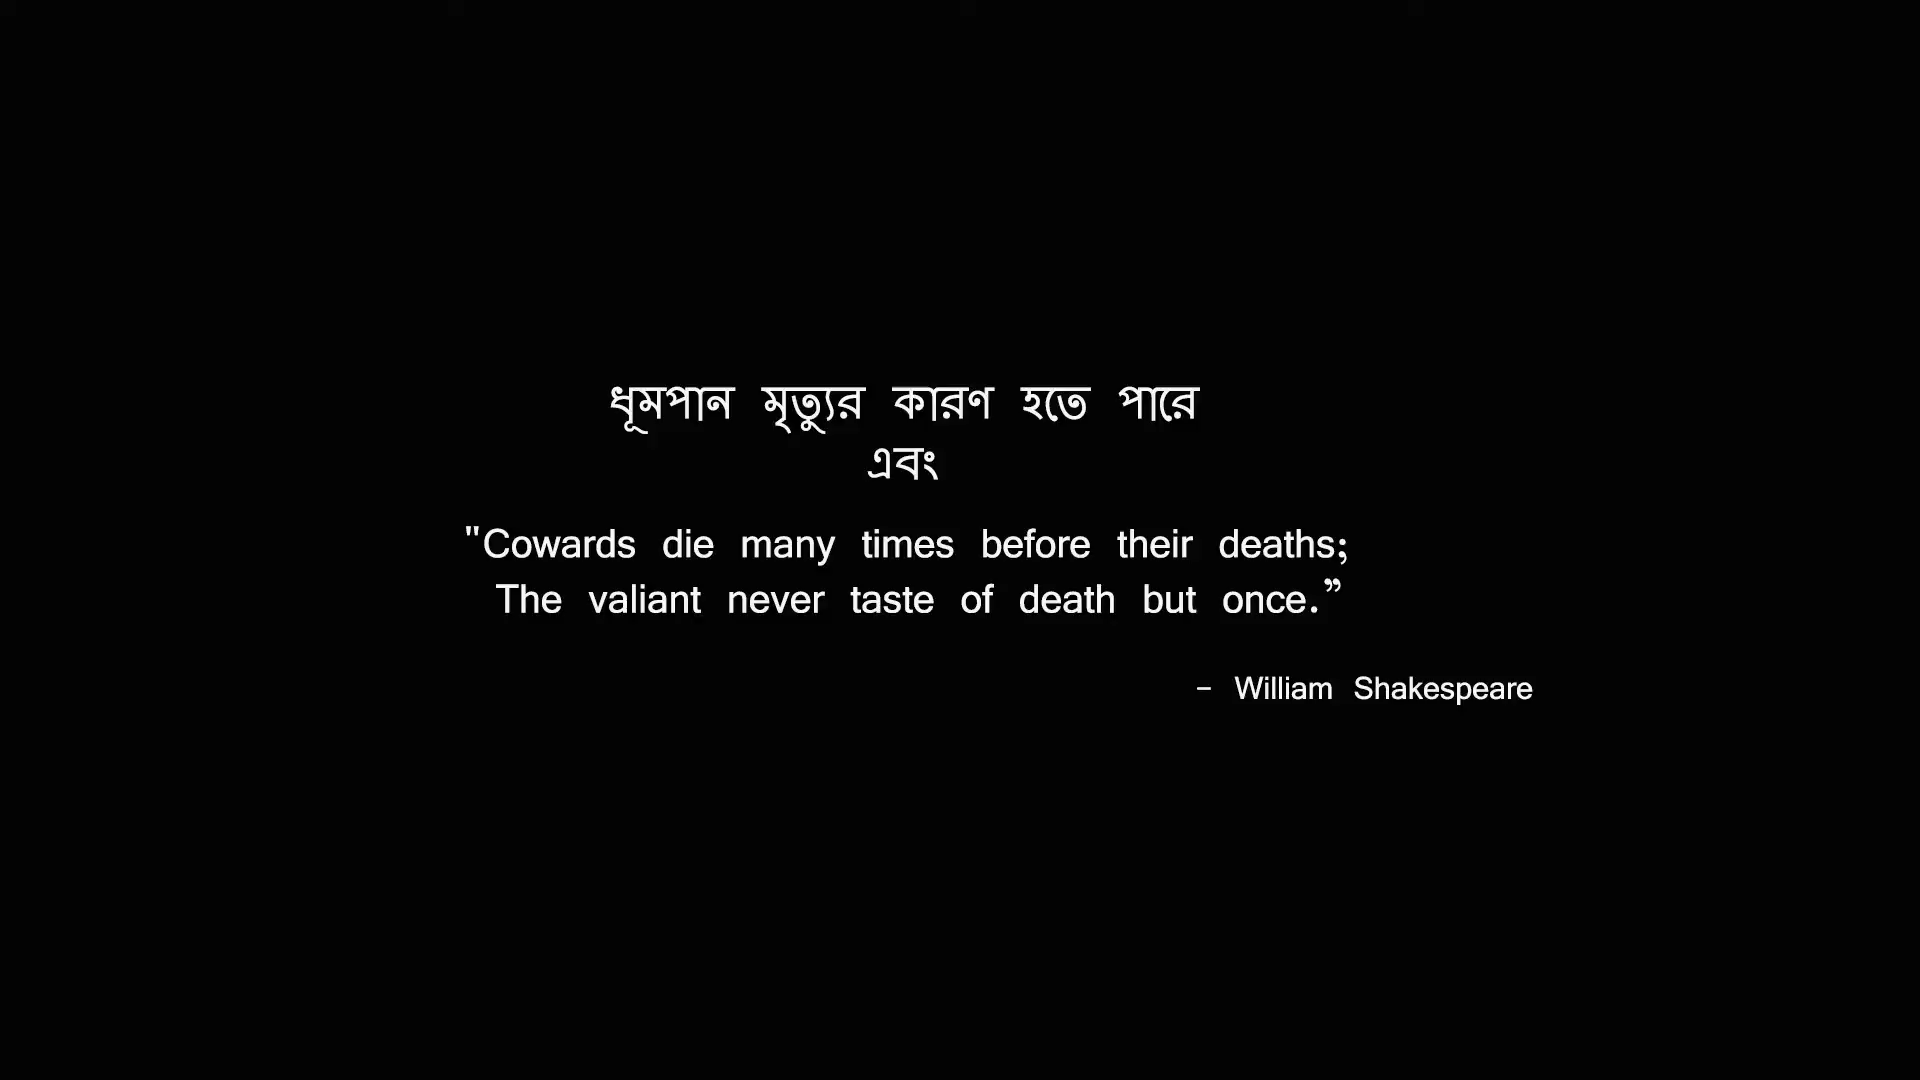 ধূমপান মৃত্যুর কারণ হতে পারে
এবং
"Cowards die many times before their deaths;
The valiant never taste of death but once.”
- William Shakespeare